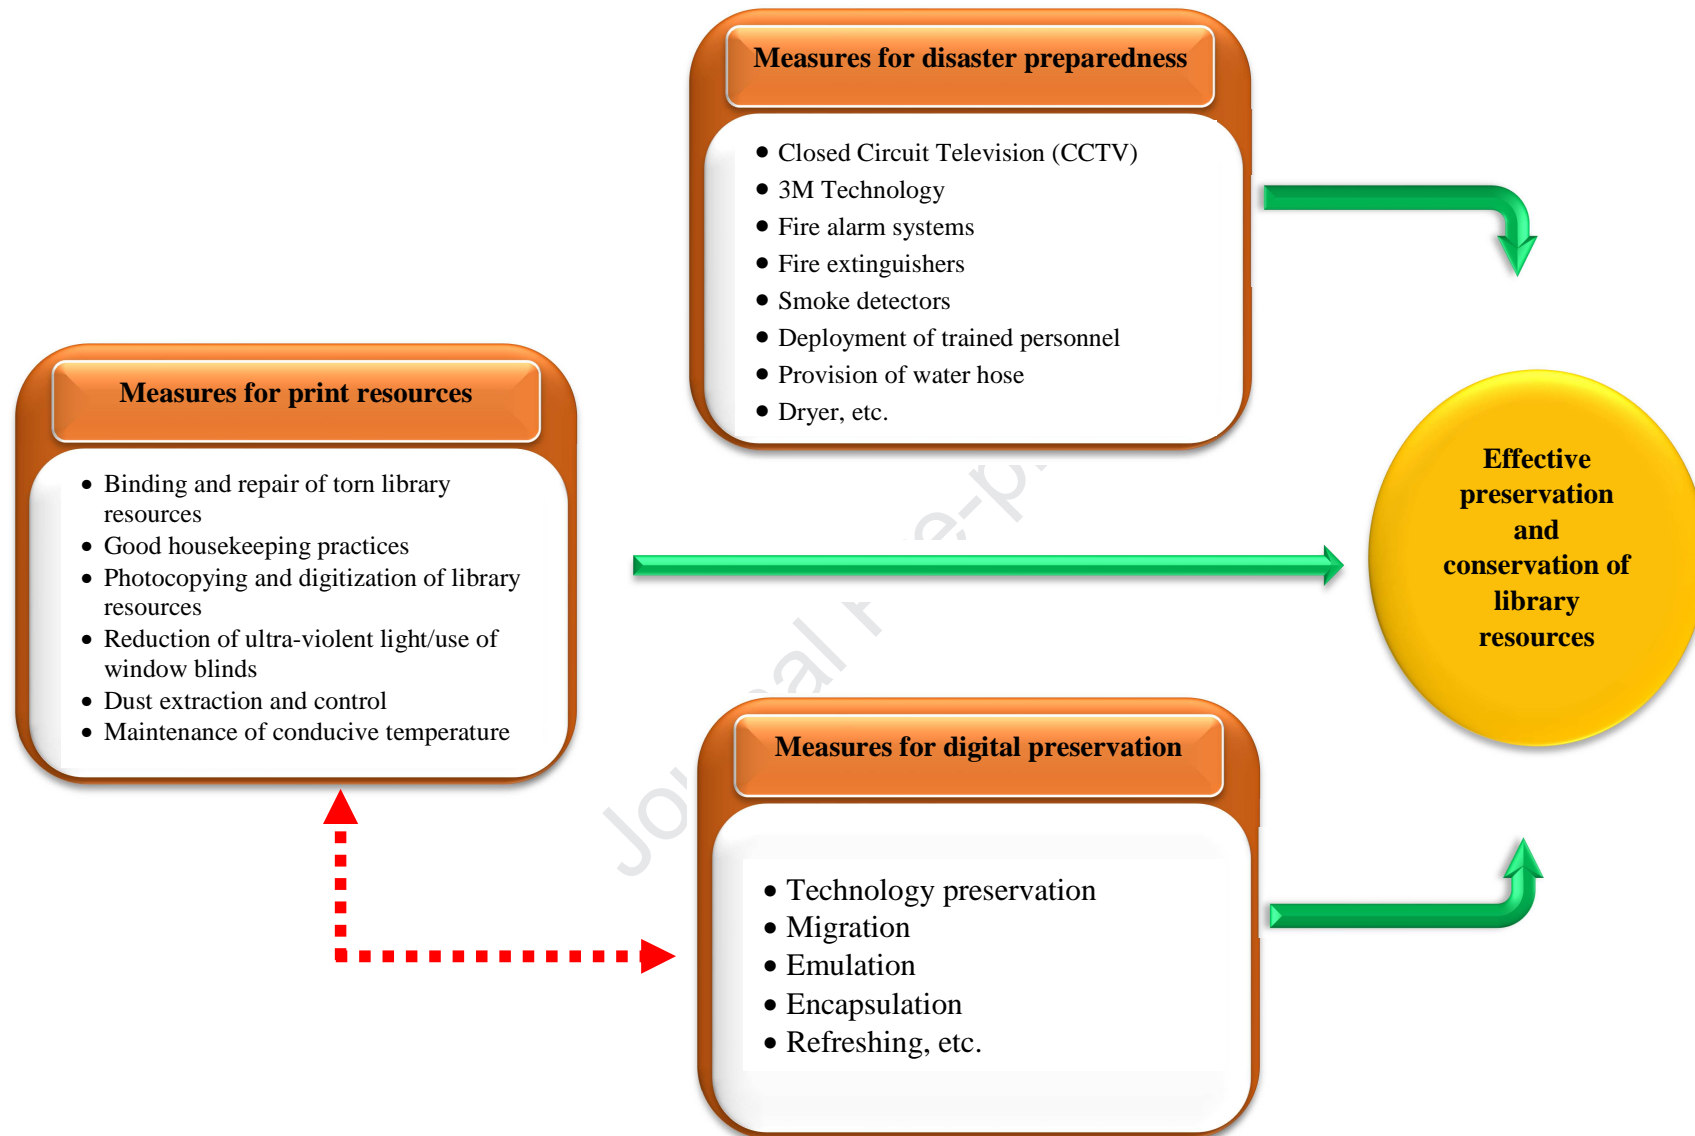 Measures for disaster preparedness
• Closed Circuit Television (CCTV)
• 3M Technology
• Fire alarm systems
• Fire extinguishers
• Smoke detectors
• Deployment of trained personnel
• Provision of water hose
• Dryer, etc.
Measures for print resources
• Binding and repair of torn library
resources
• Good housekeeping practices
• Photocopying and digitization of library
resources
• Reduction of ultra-violent light/use of
window blinds
• Dust extraction and control
• Maintenance of conducive temperature
Effective
preservation
and
conservation of
library
resources
Measures for digital preservation
• Technology preservation
• Migration
• Emulation
• Encapsulation
• Refreshing, etc.